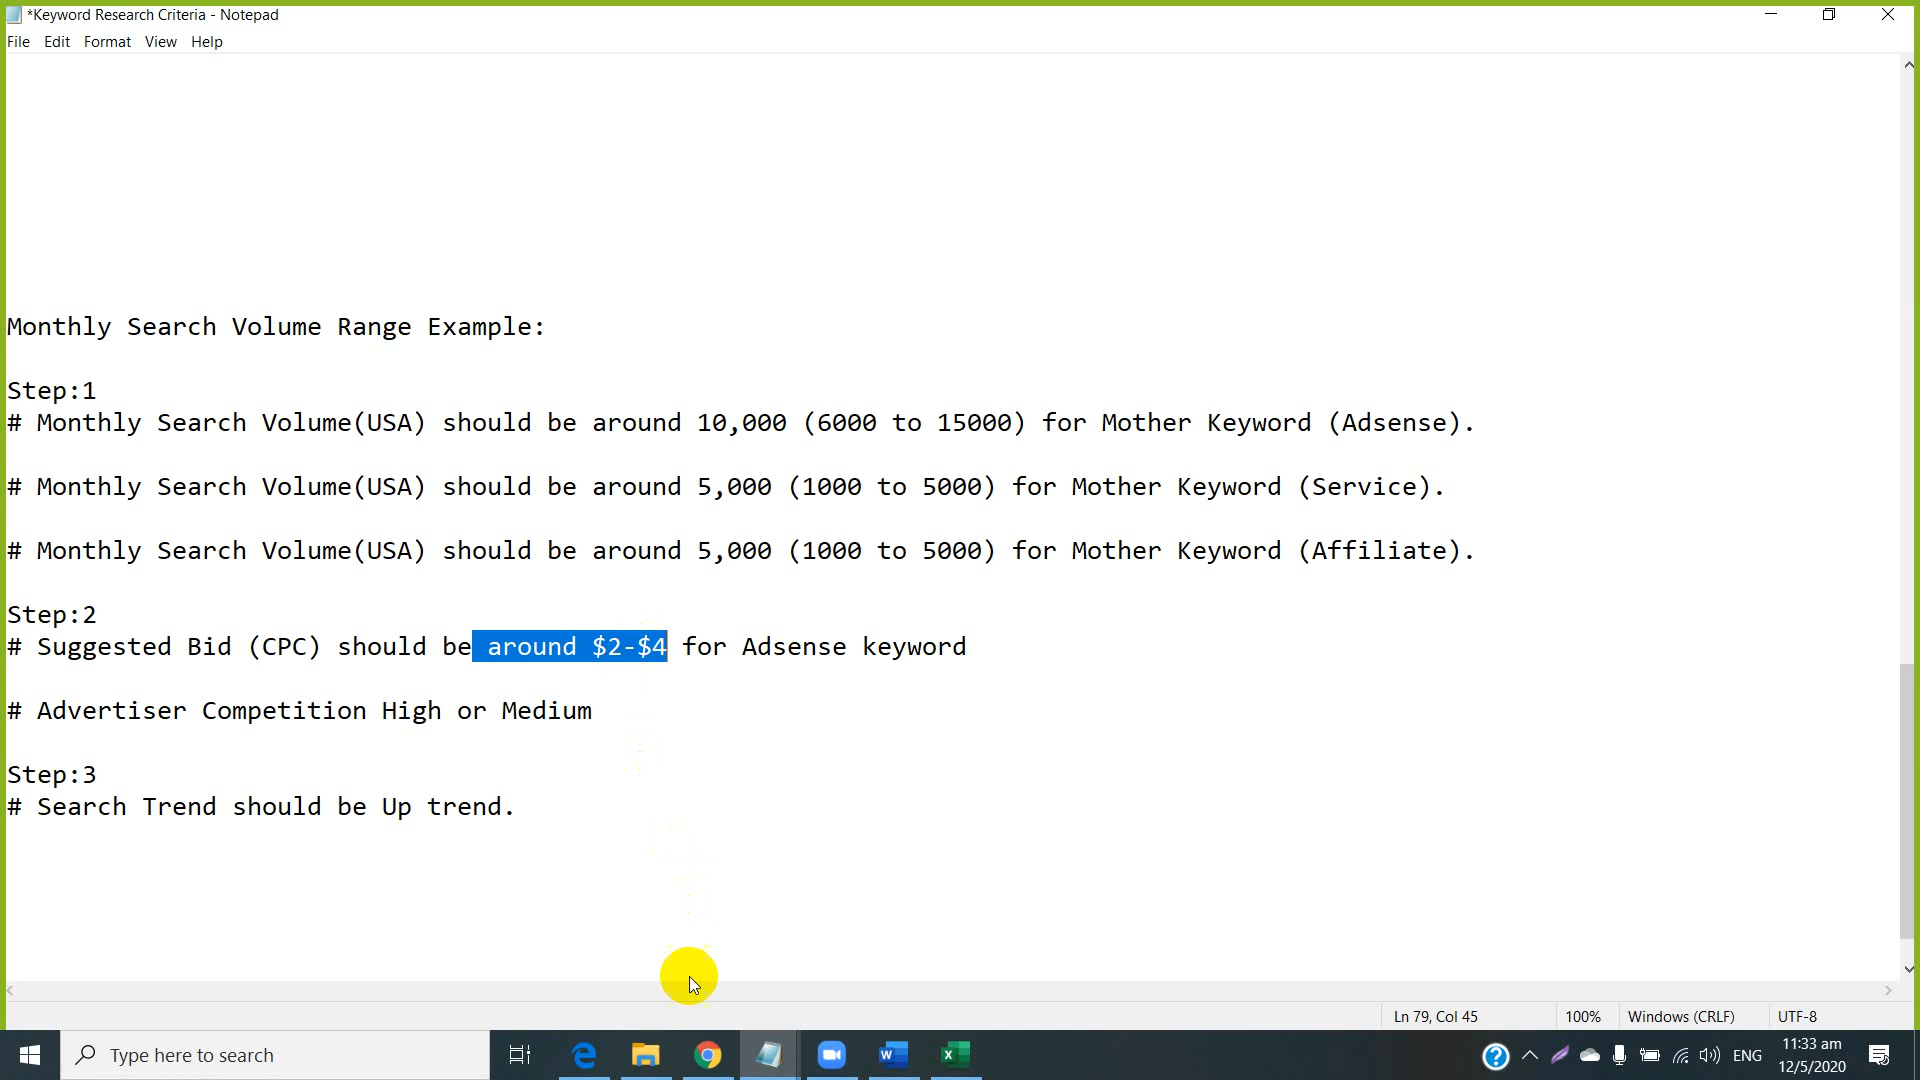 *Keyword Research Criteria - Notepad
File Edit Format View Help
Monthly Search Volume Range Example:
Step:1
# Monthly Search Volume(USA) should be around 10,000 (6000 to 15000) for Mother Keyword (Adsense).
# Monthly Search Volume(USA) should be around 5,000 (1000 to 5000) for Mother Keyword (Service).
# Monthly Search Volume(USA) should be around 5,000 (1000 to 5000) for Mother Keyword (Affiliate).
Step:2
# Suggested Bid (CPC) should be around $2-$4 for Adsense keyword
# Advertiser Competition High or Medium
Step:3
# Search Trend should be Up trend.
Ln 79, Col 45 100% Windows (CRLF) UTF-8
Type here to search
ENG
11:33 am
12/5/2020